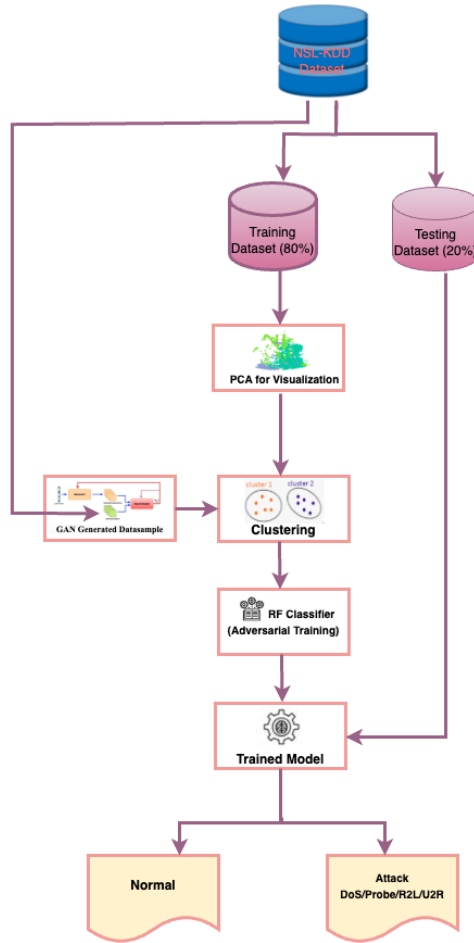 NSL-KDD
Dataset
Training
Dataset (80%)
Testing
Dataset (20%)
PCA for Visualization
cluster 1
cluster 2
GAN Generated Datasample
Clustering
RF Classifier
(Adversarial Training)
Trained Model
Normal
Attack
DoS/Probe/R2L/U2R